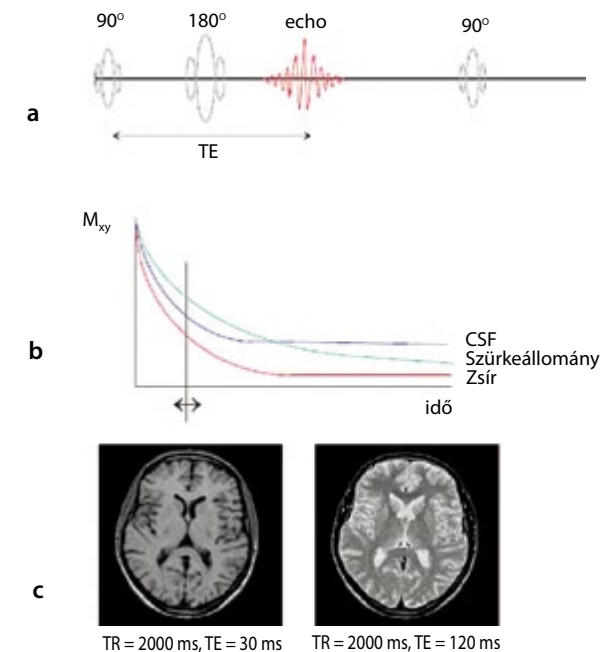 90° 180° echo 90°
a
TE
Mxy
b
CSF
Szürkeállomány
Zsír
idő
c
TR = 2000 ms, TE = 30 ms TR = 2000 ms, TE = 120 ms